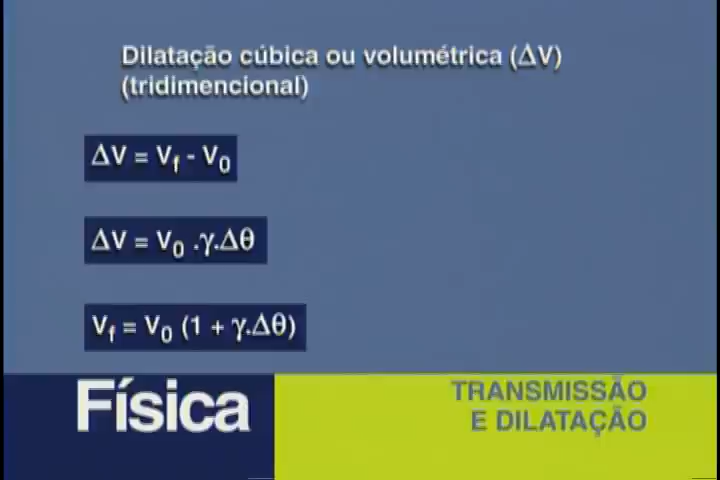 Dilatação cúbica ou volumétrica (ΔV)
(tridimencional)
ΔV = Vf - V0
ΔV = V0 .γ.Δθ
Vf = V0 (1 + γ.Δθ)
Física
TRANSMISSÃO
E DILATAÇÃO